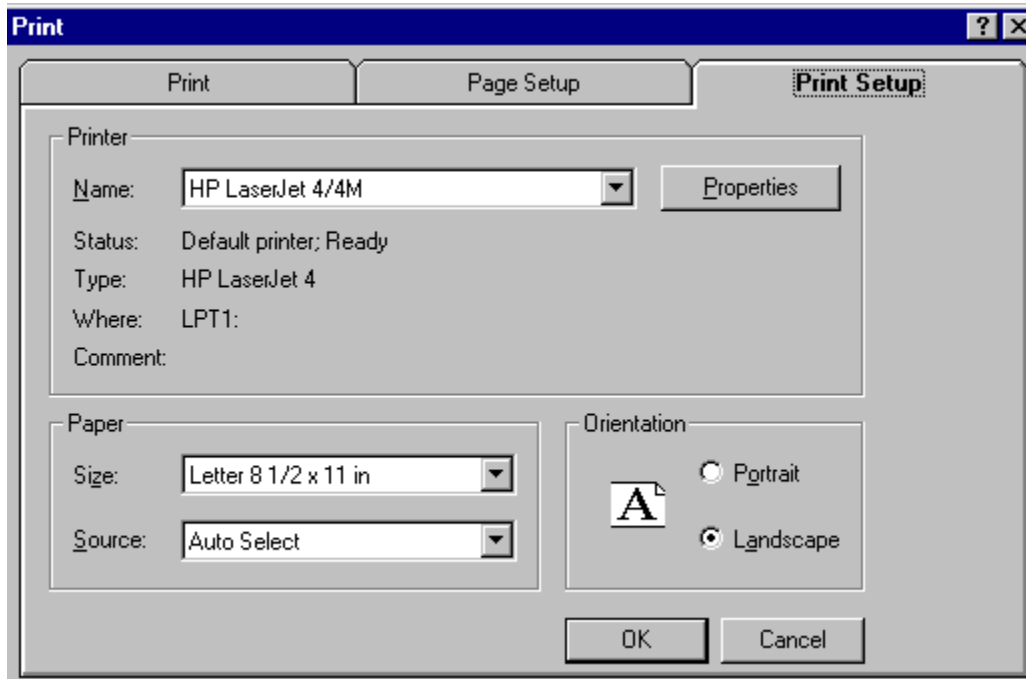 Print
Print Page Setup Print Setup
Printer
Name: HP LaserJet 4/4M Properties
Status: Default printer; Ready
Type: HP LaserJet 4
Where: LPT1:
Comment:
Paper
Size: Letter 8 1/2 x 11 in
Source: Auto Select
Orientation
A
Portrait
Landscape
OK Cancel